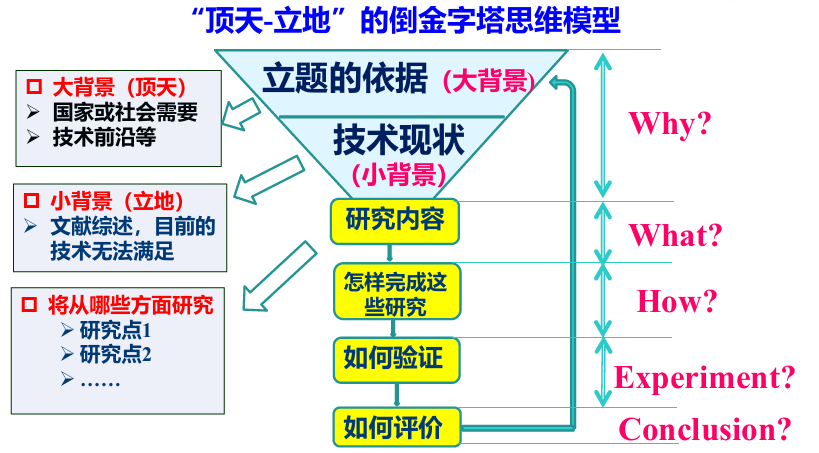 “顶天-立地”的倒金字塔思维模型
立题的依据（大背景）
技术现状
（小背景）
研究内容
怎样完成这
些研究
如何验证
如何评价
大背景（顶天）
国家或社会需要
技术前沿等
小背景（立地）
文献综述，目前的
技术无法满足
将从哪些方面研究
研究点1
研究点2
……
Why?
What?
How?
Experiment?
Conclusion?